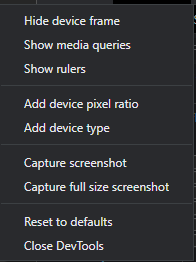 Hide device frame
Show media queries
Show rulers
Add device pixel ratio
Add device type
Capture screenshot
Capture full size screenshot
Reset to defaults
Close DevTools